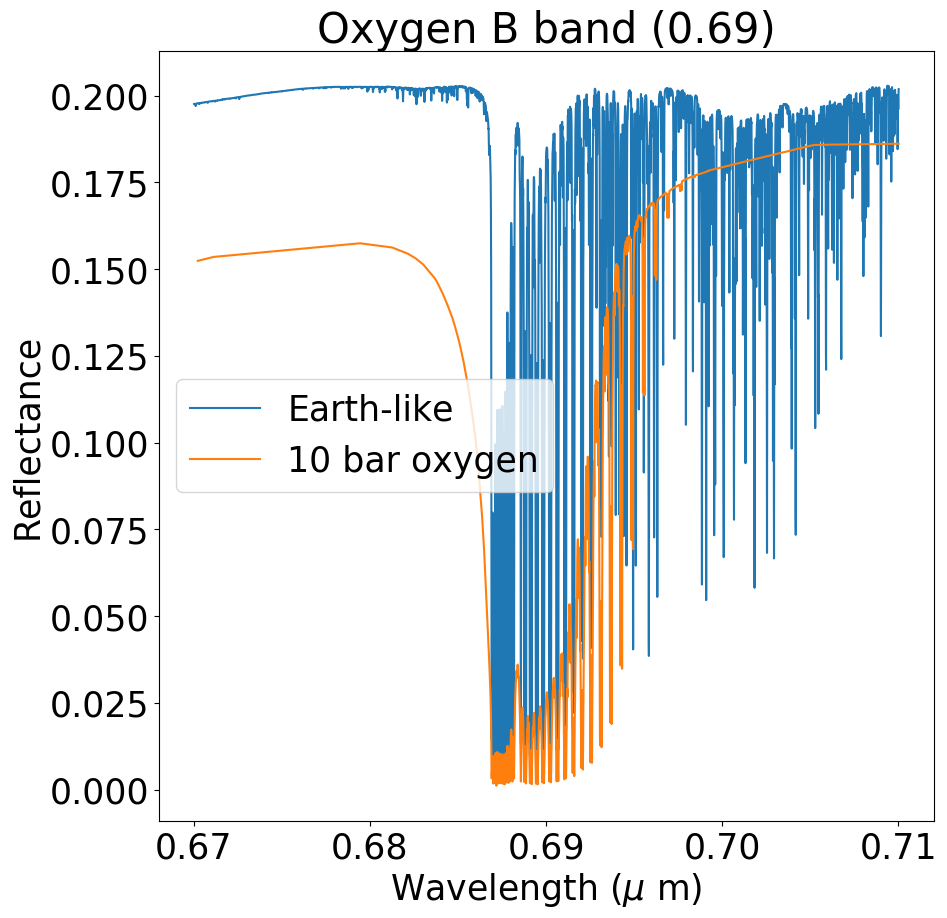 Oxygen B band (0.69)
0.200
0.175
0.150
0.125
0.100
0.075
0.050
0.025
0.000
Reflectance
Earth-like
10 bar oxygen
0.67 0.68 0.69 0.70 0.71
Wavelength (μ m)